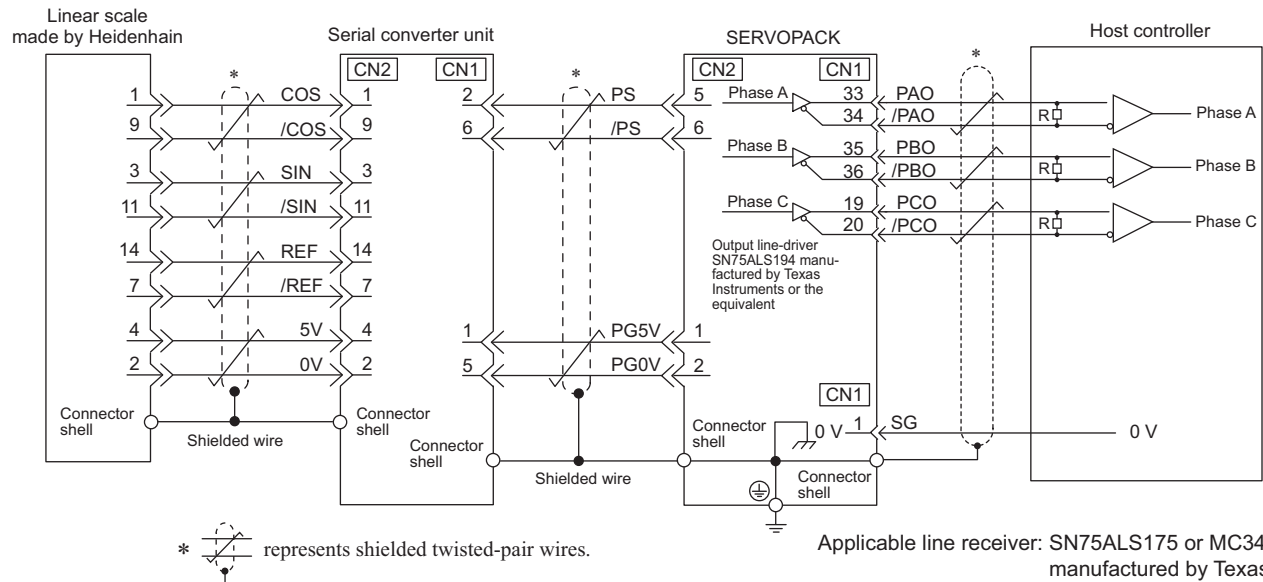 Linear scale
made by Heidenhain
Serial converter unit
SERVOPACK
Host controller
*
*
*
CN2
CN1
CN2
CN1
1 COS 1
9 /COS 9
3 SIN 3
11 /SIN 11
14 REF 14
7 /REF 7
4 5V 4
2 0V 2
Connector
shell
Shielded wire
Connector
shell
2 PS 5
6 /PS 6
1 PG5V 1
5 PG0V 2
Connector
shell
Shielded wire
Connector
shell
Phase A 33 PAO R Phase A
34 /PAO
Phase B 35 PBO R Phase B
36 /PBO
Phase C 19 PCO R Phase C
20 /PCO
Output line-driver
SN75ALS194 manu-
factured by Texas
Instruments or the
equivalent
CN1
0 V 1 SG 0 V
Connector
shell
* represents shielded twisted-pair wires.
Applicable line receiver: SN75ALS175 or MC34
manufactured by Texas